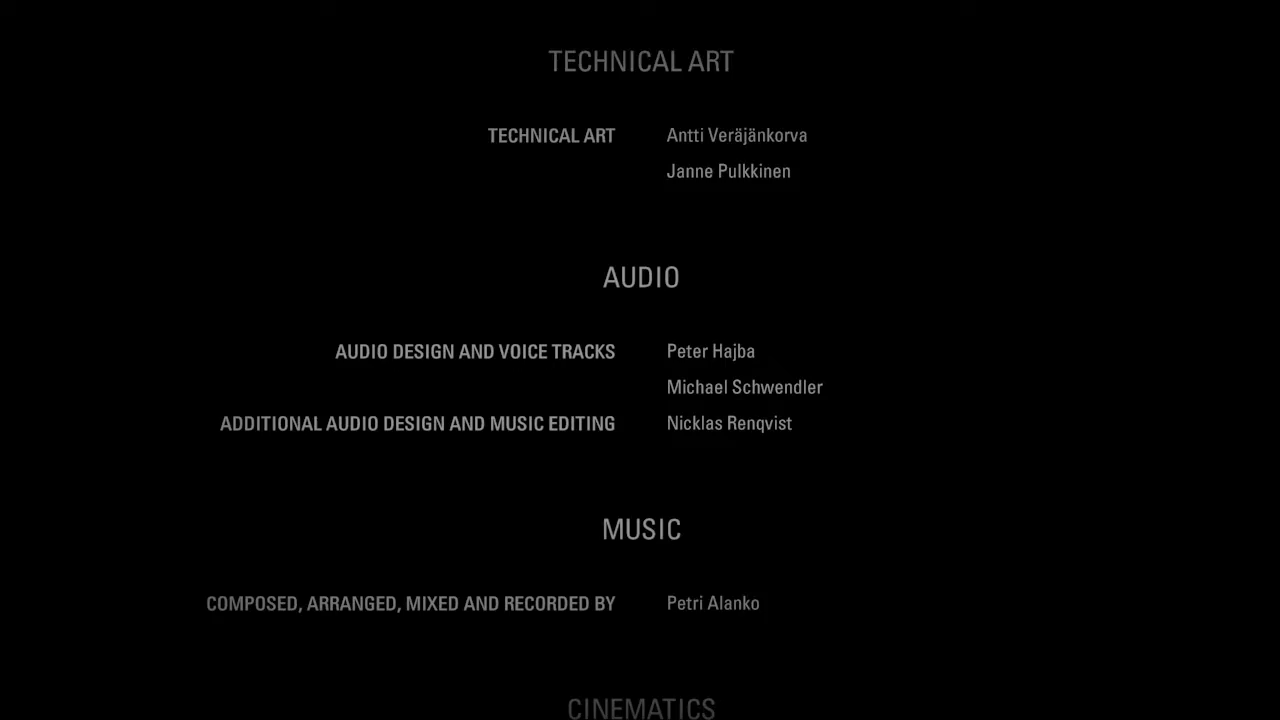 TECHNICAL ART
TECHNICAL ART Antti Veräjänkorva
Janne Pulkkinen
AUDIO
AUDIO DESIGN AND VOICE TRACKS Peter Hajba
Michael Schwendler
ADDITIONAL AUDIO DESIGN AND MUSIC EDITING Nicklas Renqvist
MUSIC
COMPOSED, ARRANGED, MIXED AND RECORDED BY Petri Alanko
CINEMATICS